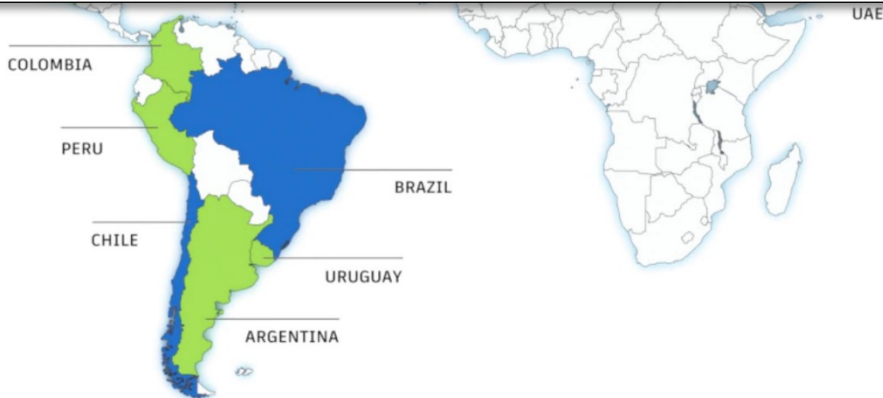 UAE
COLOMBIA
PERU
BRAZIL
CHILE
URUGUAY
ARGENTINA